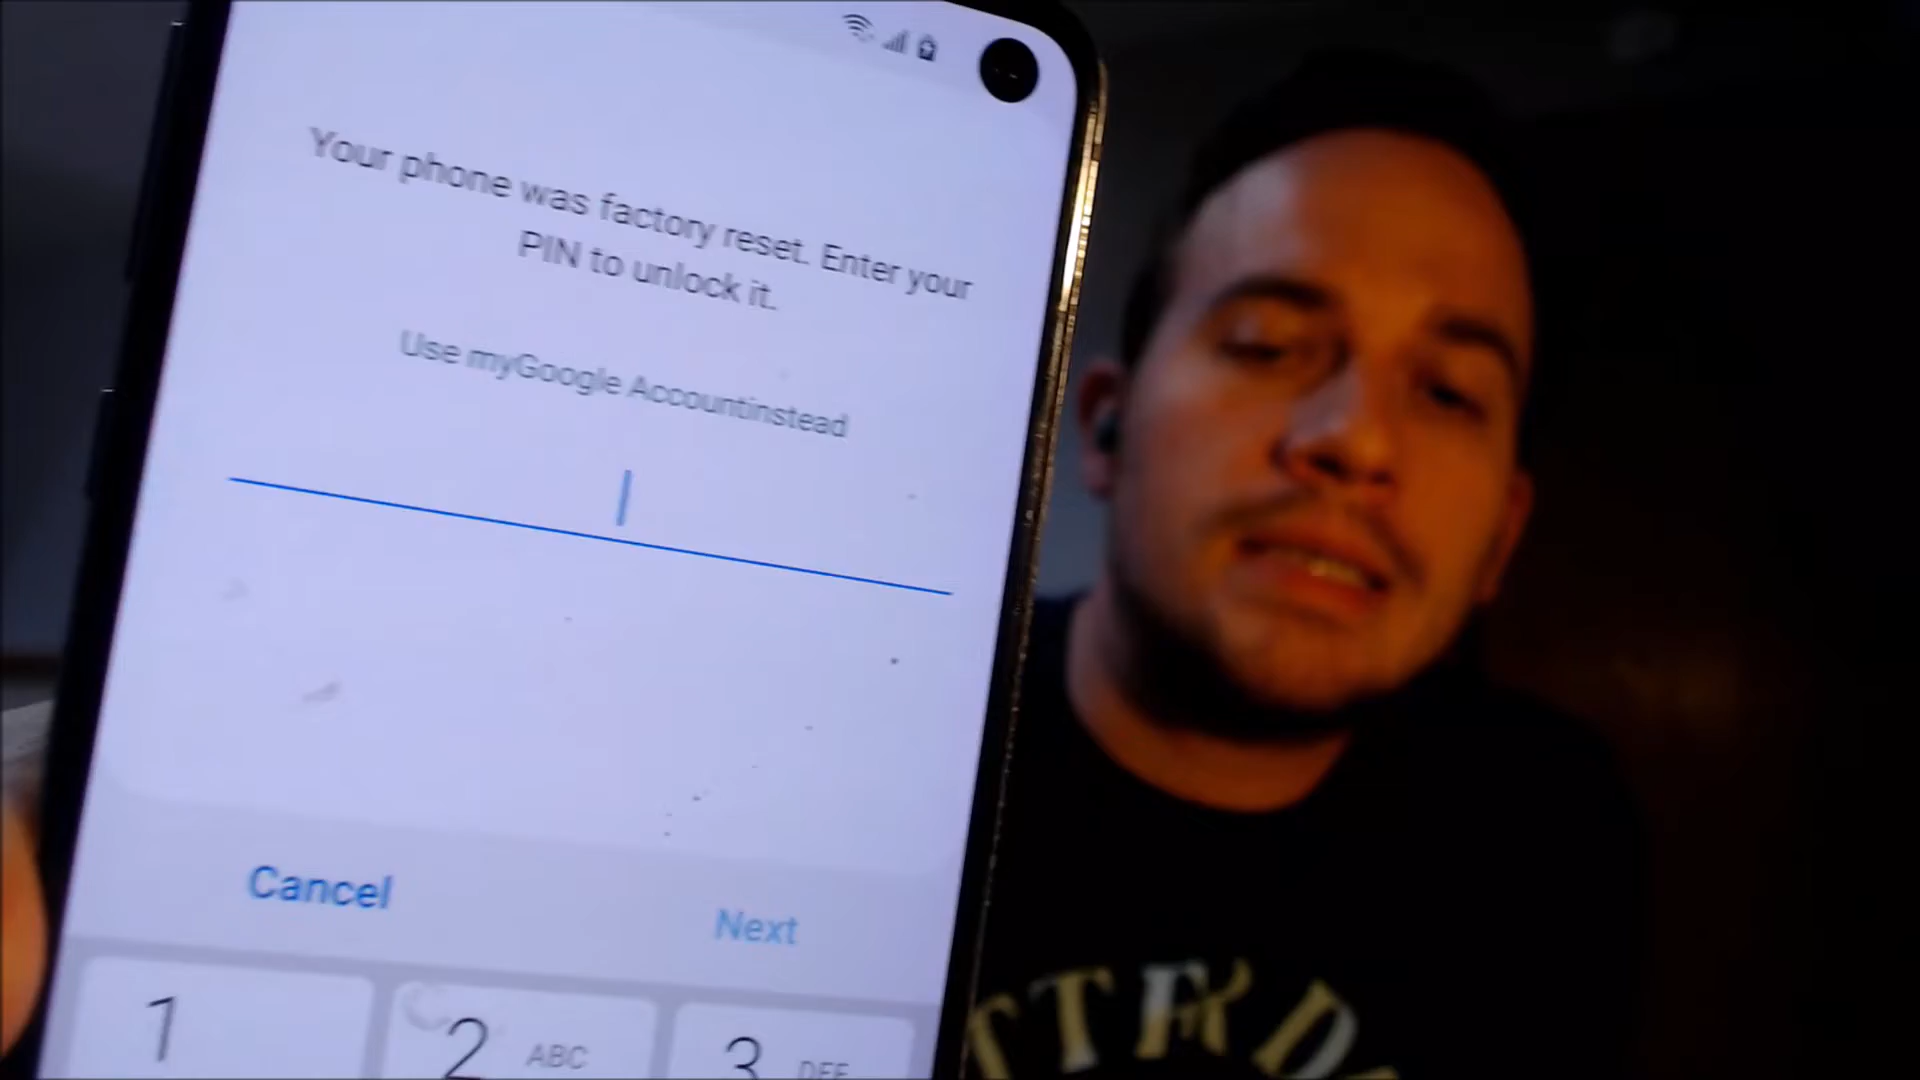 Your phone was factory reset. Enter your
PIN to unlock it.
Use myGoogle Accountinstead
Cancel
Next
1
2 ABC
3 DEF